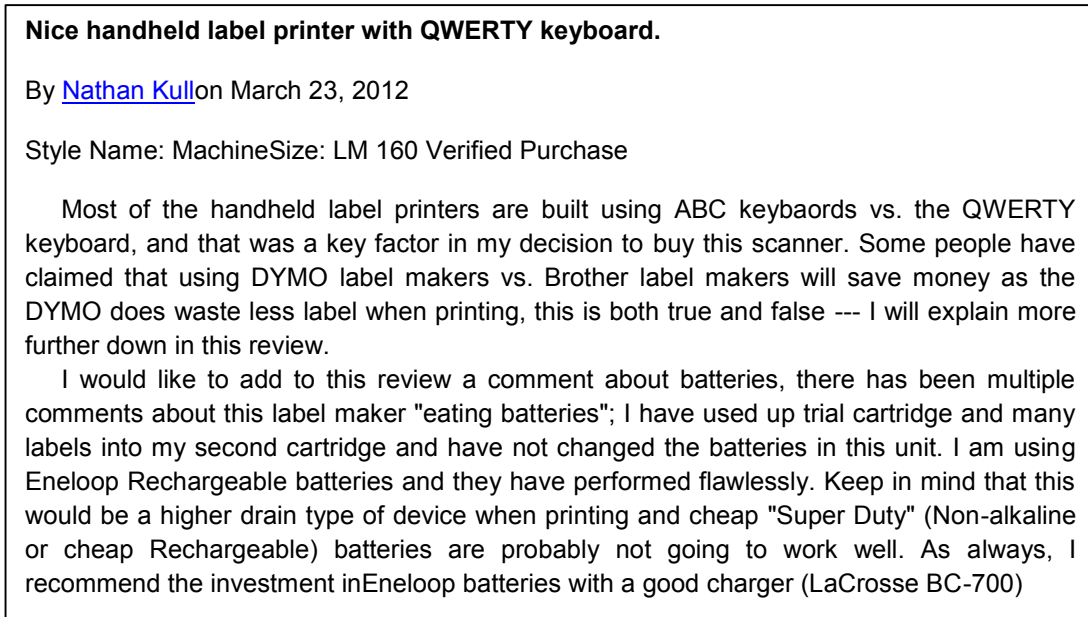 Nice handheld label printer with QWERTY keyboard.
By Nathan Kullon March 23, 2012
Style Name: MachineSize: LM 160 Verified Purchase
Most of the handheld label printers are built using ABC keybaords vs. the QWERTY
keyboard, and that was a key factor in my decision to buy this scanner. Some people have
claimed that using DYMO label makers vs. Brother label makers will save money as the
DYMO does waste less label when printing, this is both true and false --- I will explain more
further down in this review.
I would like to add to this review a comment about batteries, there has been multiple
comments about this label maker "eating batteries"; I have used up trial cartridge and many
labels into my second cartridge and have not changed the batteries in this unit. I am using
Eneloop Rechargeable batteries and they have performed flawlessly. Keep in mind that this
would be a higher drain type of device when printing and cheap "Super Duty" (Non-alkaline
or cheap Rechargeable) batteries are probably not going to work well. As always, I
recommend the investment inEneloop batteries with a good charger (LaCrosse BC-700)